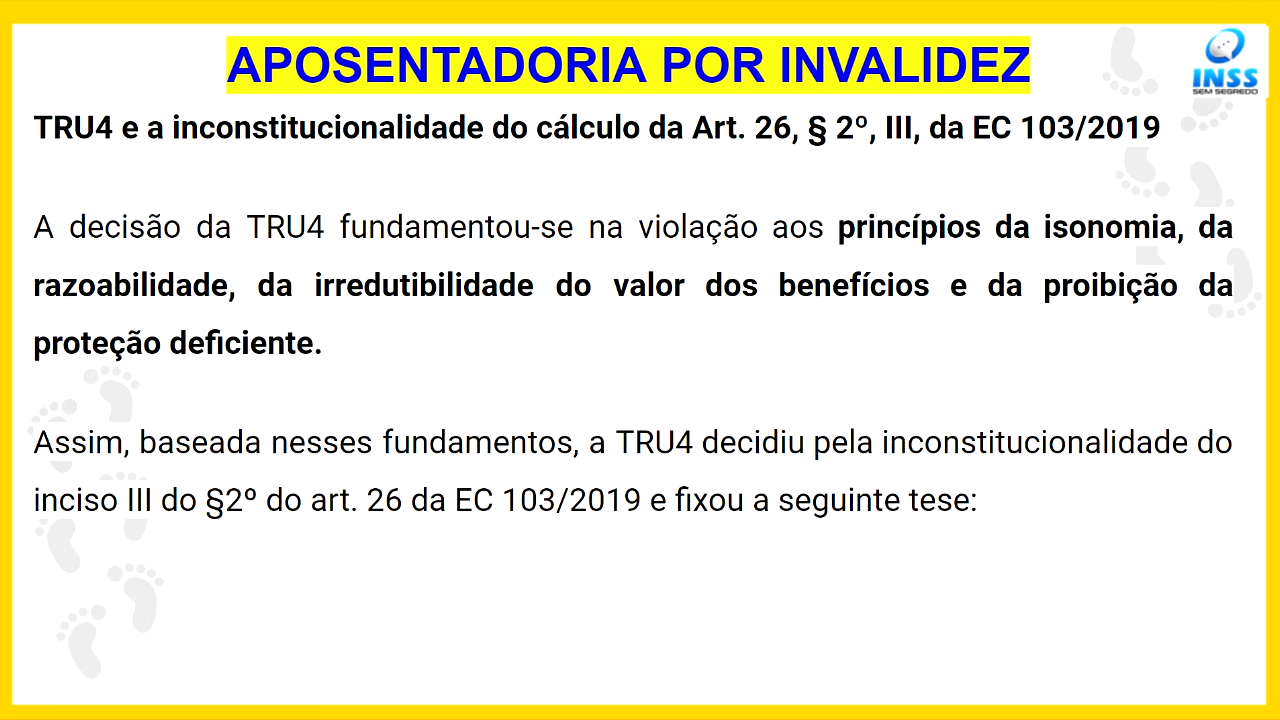 APOSENTADORIA POR INVALIDEZ
INSS
SEM SEGREDO
TRU4 e a inconstitucionalidade do cálculo da Art. 26, § 2º, III, da EC 103/2019
A decisão da TRU4 fundamentou-se na violação aos princípios da isonomia, da
razoabilidade, da irredutibilidade do valor dos benefícios e da proibição da
proteção deficiente.
Assim, baseada nesses fundamentos, a TRU4 decidiu pela inconstitucionalidade do
inciso III do §2º do art. 26 da EC 103/2019 e fixou a seguinte tese: